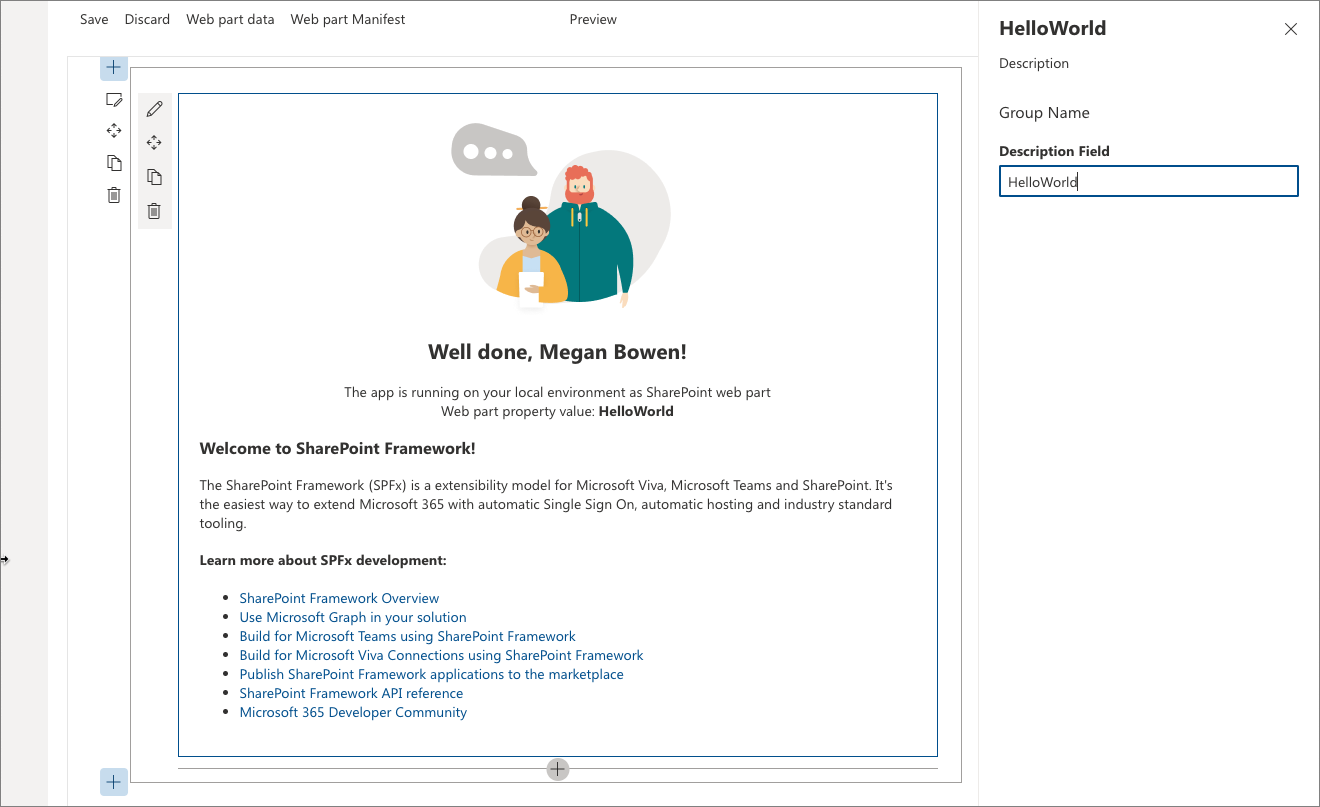 Save Discard Web part data Web part Manifest Preview
HelloWorld
Description
Group Name
Description Field
HelloWorld
Well done, Megan Bowen!
The app is running on your local environment as SharePoint web part
Web part property value: HelloWorld
Welcome to SharePoint Framework!
The SharePoint Framework (SPFx) is a extensibility model for Microsoft Viva, Microsoft Teams and SharePoint. It's
the easiest way to extend Microsoft 365 with automatic Single Sign On, automatic hosting and industry standard
tooling.
Learn more about SPFx development:
SharePoint Framework Overview
Use Microsoft Graph in your solution
Build for Microsoft Teams using SharePoint Framework
Build for Microsoft Viva Connections using SharePoint Framework
Publish SharePoint Framework applications to the marketplace
SharePoint Framework API reference
Microsoft 365 Developer Community